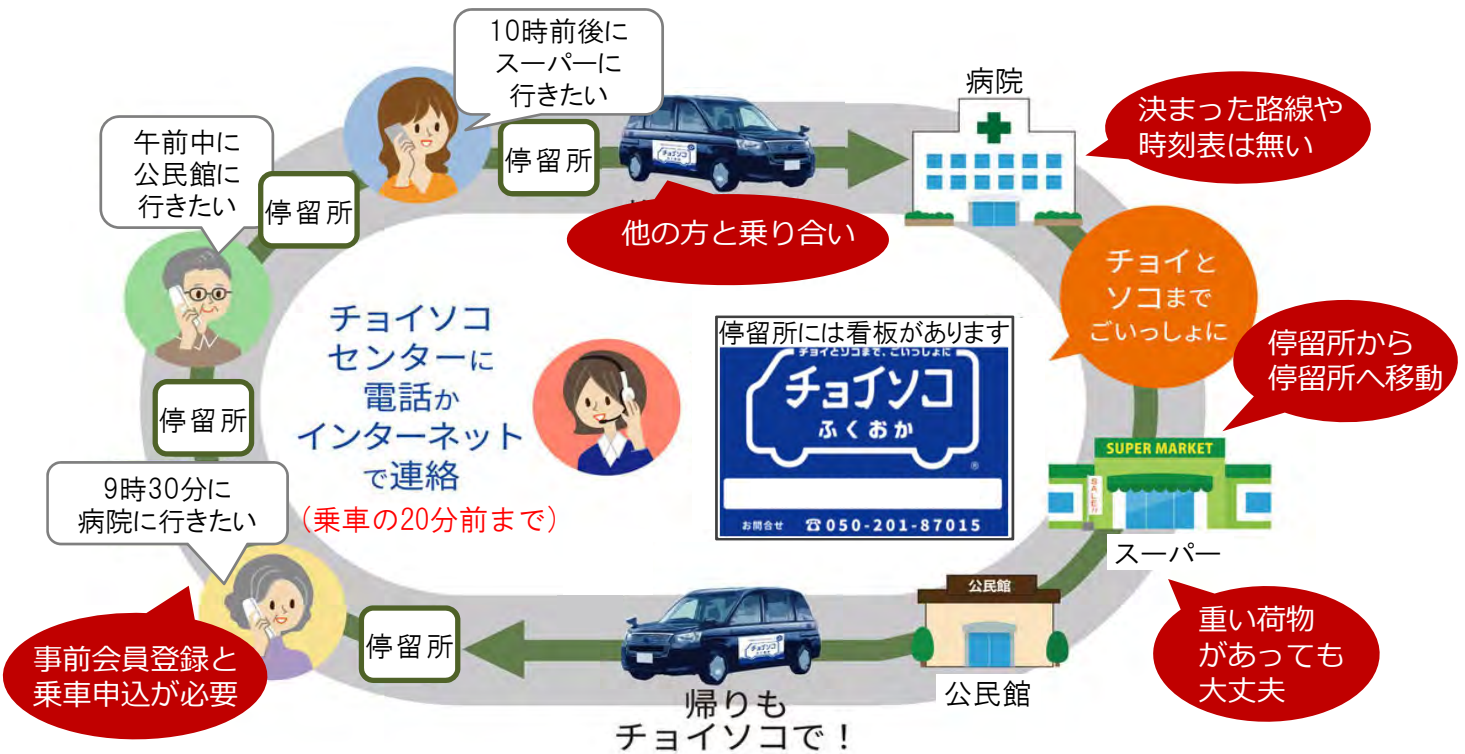 10時前後に
スーパーに
行きたい
病院
決まった路線や
時刻表は無い
午前中に
公民館に
行きたい
停留所
停留所
チョイソコ
他の方と乗り合い
チョイと
ソコまで
ごいっしょに
チョイソコ
センターに
電話か
インターネット
で連絡
(乗車の20分前まで)
停留所には看板があります
チョイとソコまで、ごいっしょに
チョイソコ
ふくおか
®
お問合せ ☎050-201-87015
停留所から
停留所へ移動
停留所
SUPER MARKET
SALE!!
スーパー
9時30分に
病院に行きたい
事前会員登録と
乗車申込が必要
停留所
チョイソコ
公民館
公民館
重い荷物
があっても
大丈夫
帰りも
チョイソコで！